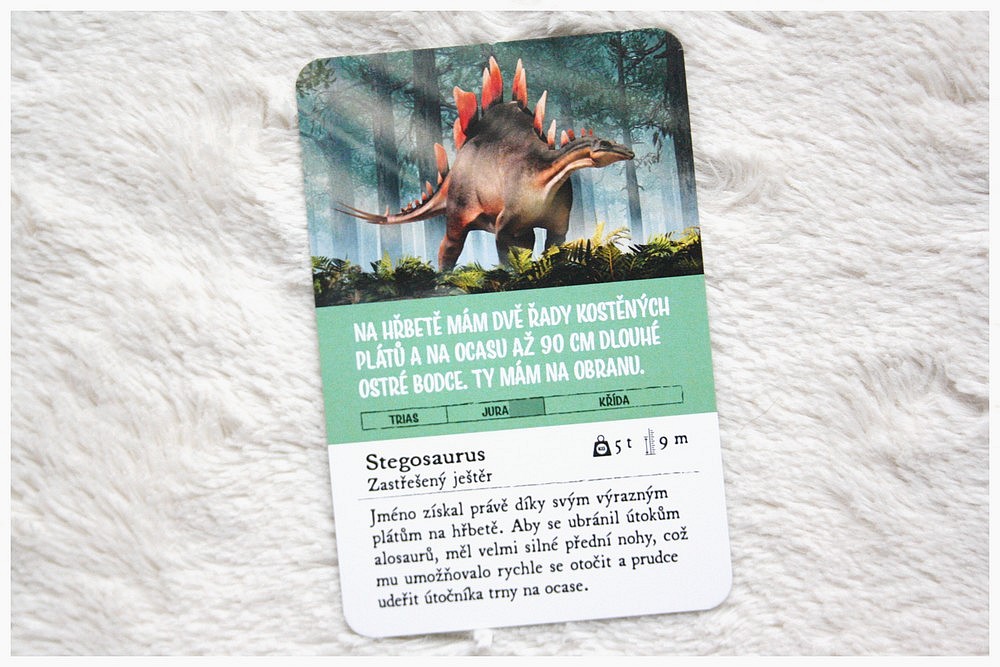 NA HŘBETĚ MÁM DVĚ ŘADY KOSTĚNÝCH
PLÁTŮ A NA OCASU AŽ 90 CM DLOUHÉ
OSTRÉ BODCE. TY MÁM NA OBRANU.
TRIAS JURA KŘÍDA
Stegosaurus 5 t 9 m
Zastřešený ještěr
Jméno získal právě díky svým výrazným
plátům na hřbetě. Aby se ubránil útokům
alosaurů, měl velmi silné přední nohy, což
mu umožňovalo rychle se otočit a prudce
udeřit útočníka trny na ocase.